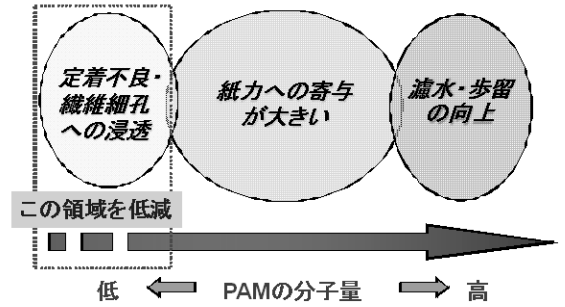 定着不良・
繊維細孔
への浸透
紙力への寄与
が大きい
濾水・歩留
の向上
この領域を低減
低 PAMの分子量 高